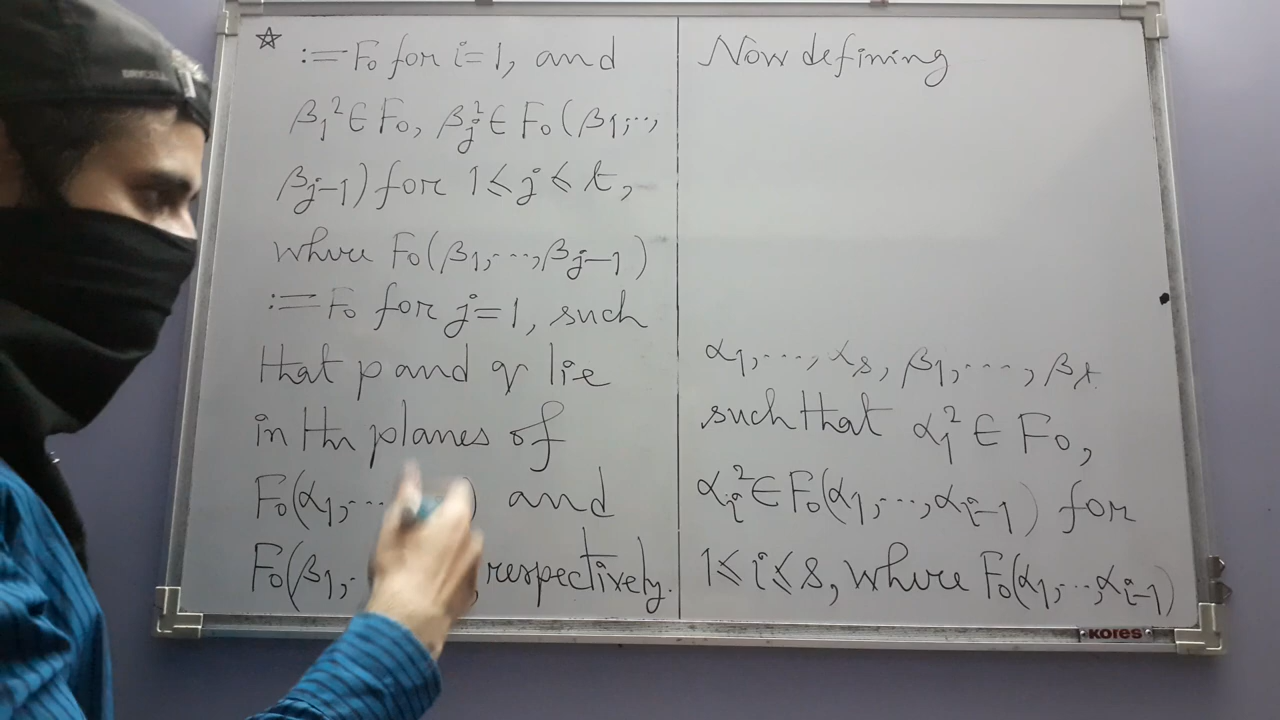 ☆ := F₀ for i=1, and
β₁² ∈ F₀, βⱼ² ∈ F₀(β₁,..,
βⱼ₋₁) for 1 ≤ j ≤ t,
where F₀(β₁,...,βⱼ₋₁)
:= F₀ for j=1, such
that p and q lie
in the planes of
F₀(α₁,... ) and
F₀(β₁, respectively.
Now defining
α₁,...,αₛ, β₁,...,βₜ
such that α₁² ∈ F₀,
αᵢ² ∈ F₀(α₁,...,αᵢ₋₁) for
1 ≤ i ≤ s, where F₀(α₁,...,αᵢ₋₁)
kores